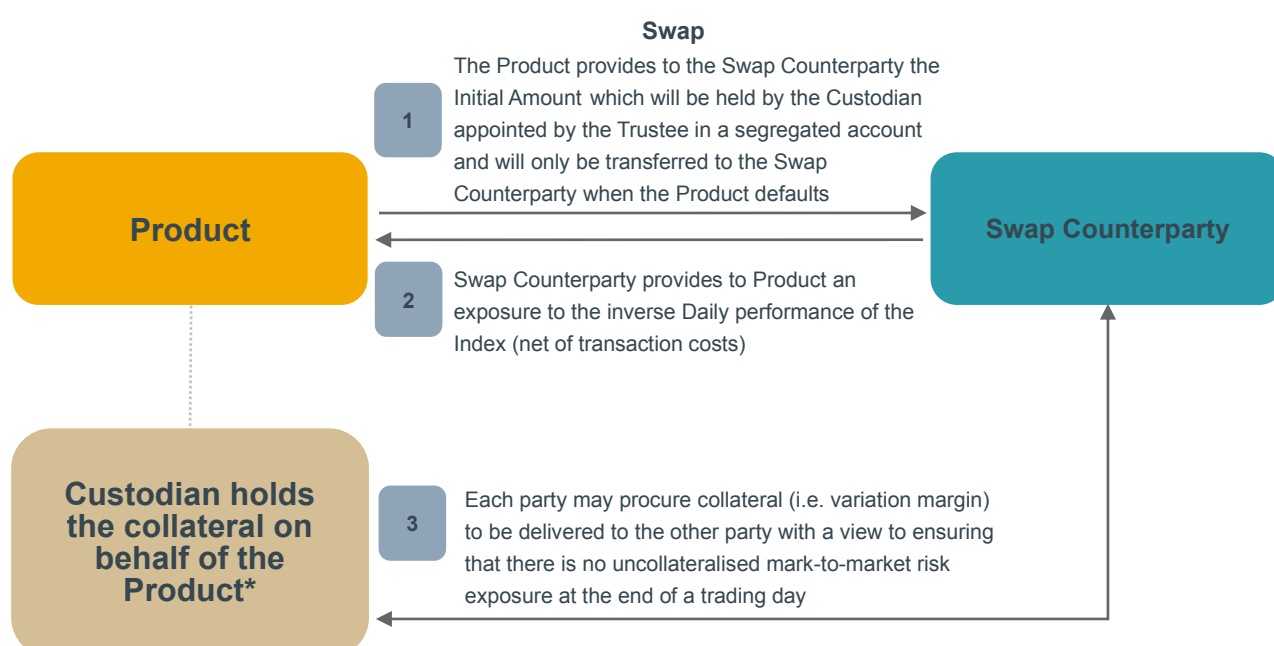 Swap
1
The Product provides to the Swap Counterparty the
Initial Amount which will be held by the Custodian
appointed by the Trustee in a segregated account
and will only be transferred to the Swap
Counterparty when the Product defaults
Product
Swap Counterparty
2
Swap Counterparty provides to Product an
exposure to the inverse Daily performance of the
Index (net of transaction costs)
Custodian holds
the collateral on
behalf of the
Product*
3
Each party may procure collateral (i.e. variation margin)
to be delivered to the other party with a view to ensuring
that there is no uncollateralised mark-to-market risk
exposure at the end of a trading day